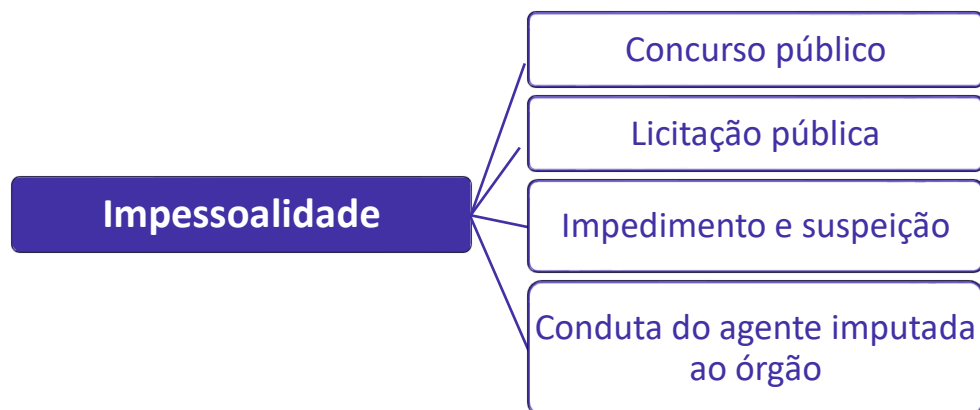 Concurso público
Licitação pública
Impessoalidade
Impedimento e suspeição
Conduta do agente imputada
ao órgão